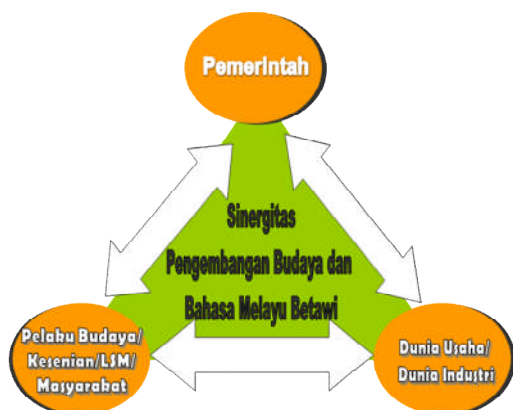 Pemerintah
Sinergitas
Pengembangan Budaya dan
Bahasa Melayu Betawi
Pelaku Budaya/
Kesenian/LSM/
Masyarakat
Dunia Usaha/
Dunia Industri